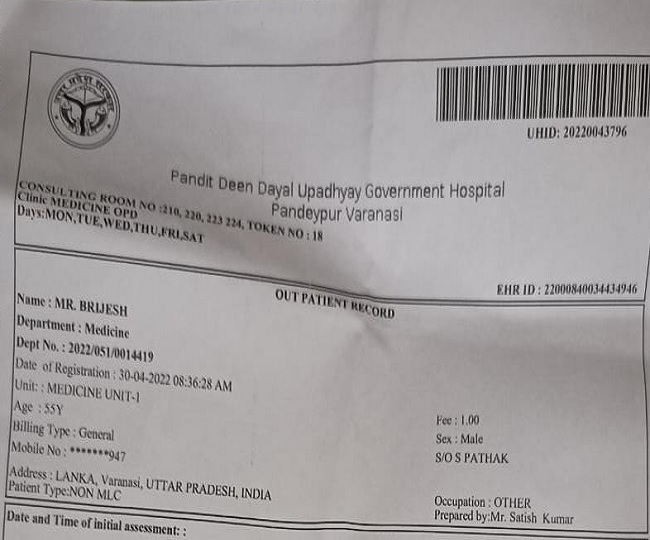 उत्तर प्रदेश सरकार
UHID: 20220043796
Pandit Deen Dayal Upadhyay Government Hospital
Pandeypur Varanasi
CONSULTING ROOM NO :210, 220, 223 224, TOKEN NO : 18
Clinic MEDICINE OPD
Days:MON,TUE,WED,THU,FRI,SAT
EHR ID : 22000840034434946
OUT PATIENT RECORD
Name : MR. BRIJESH
Department : Medicine
Dept No. : 2022/051/0014419
Date of Registration : 30-04-2022 08:36:28 AM
Unit: : MEDICINE UNIT-1
Age : 55Y
Fee : 1.00
Billing Type : General
Sex : Male
Mobile No : *******947
S/O S PATHAK
Address : LANKA, Varanasi, UTTAR PRADESH, INDIA
Patient Type:NON MLC
Occupation : OTHER
Prepared by:Mr. Satish Kumar
Date and Time of initial assessment: :